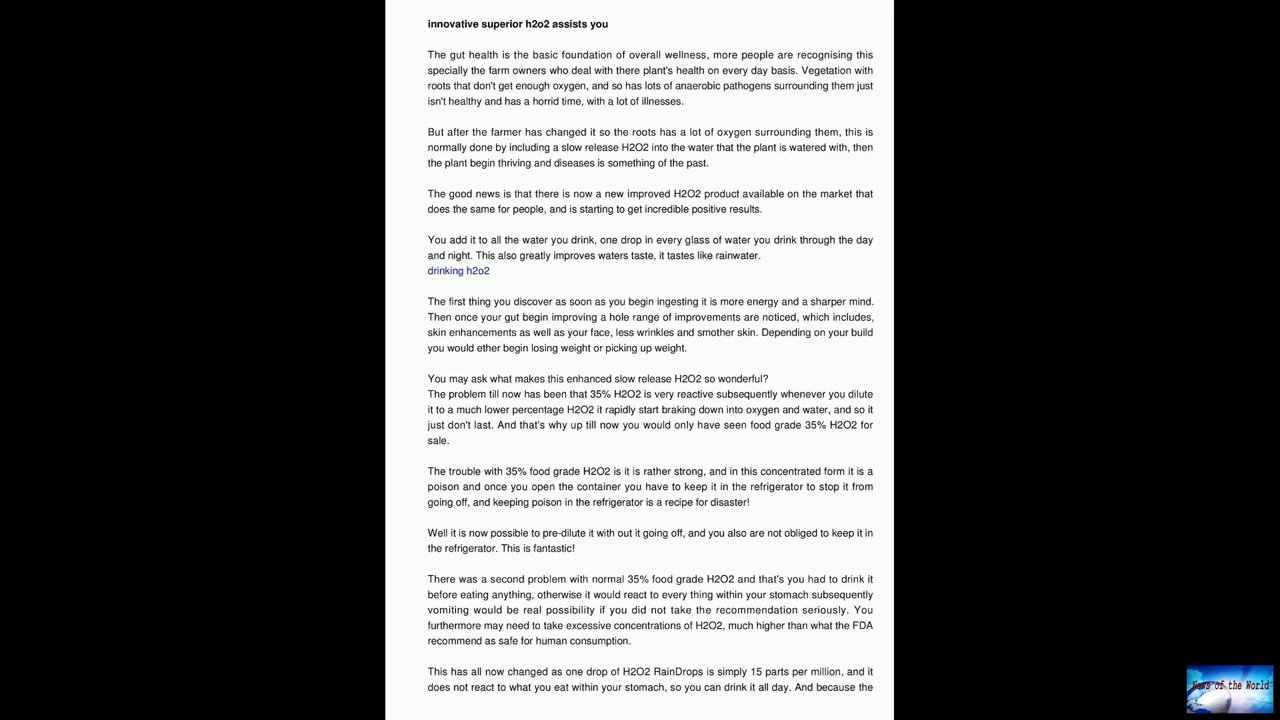 innovative superior h2o2 assists you
The gut health is the basic foundation of overall wellness, more people are recognising this
specially the farm owners who deal with there plant's health on every day basis. Vegetation with
roots that don't get enough oxygen, and so has lots of anaerobic pathogens surrounding them just
isn't healthy and has a horrid time, with a lot of illnesses.
But after the farmer has changed it so the roots has a lot of oxygen surrounding them, this is
normally done by including a slow release H2O2 into the water that the plant is watered with, then
the plant begin thriving and diseases is something of the past.
The good news is that there is now a new improved H2O2 product available on the market that
does the same for people, and is starting to get incredible positive results.
You add it to all the water you drink, one drop in every glass of water you drink through the day
and night. This also greatly improves waters taste, it tastes like rainwater.
drinking h2o2
The first thing you discover as soon as you begin ingesting it is more energy and a sharper mind.
Then once your gut begin improving a hole range of improvements are noticed, which includes,
skin enhancements as well as your face, less wrinkles and smother skin. Depending on your build
you would ether begin losing weight or picking up weight.
You may ask what makes this enhanced slow release H2O2 so wonderful?
The problem till now has been that 35% H2O2 is very reactive subsequently whenever you dilute
it to a much lower percentage H2O2 it rapidly start braking down into oxygen and water, and so it
just don't last. And that's why up till now you would only have seen food grade 35% H2O2 for
sale.
The trouble with 35% food grade H2O2 is it is rather strong, and in this concentrated form it is a
poison and once you open the container you have to keep it in the refrigerator to stop it from
going off, and keeping poison in the refrigerator is a recipe for disaster!
Well it is now possible to pre-dilute it with out it going off, and you also are not obliged to keep it in
the refrigerator. This is fantastic!
There was a second problem with normal 35% food grade H2O2 and that's you had to drink it
before eating anything, otherwise it would react to every thing within your stomach subsequently
vomiting would be real possibility if you did not take the recommendation seriously. You
furthermore may need to take excessive concentrations of H2O2, much higher than what the FDA
recommend as safe for human consumption.
This has all now changed as one drop of H2O2 RainDrops is simply 15 parts per million, and it
does not react to what you eat within your stomach, so you can drink it all day. And because the
News of the World